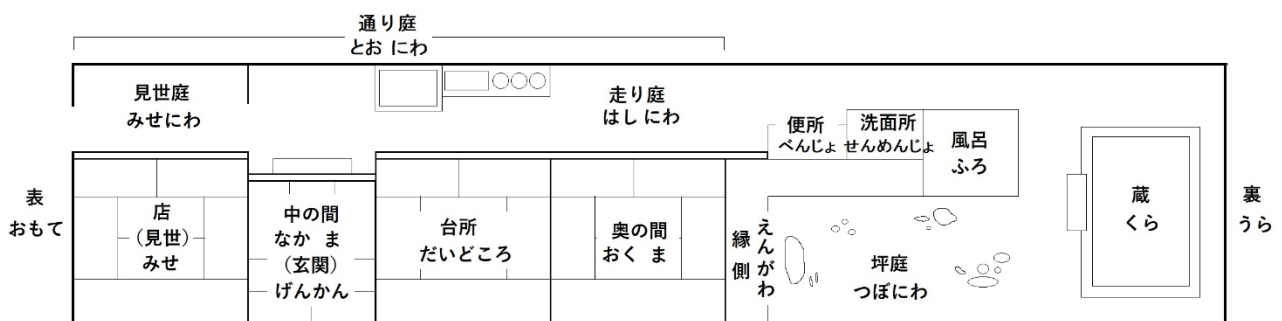 通り庭
とお にわ
見世庭
みせにわ
走り庭
はし にわ
便所
べんじょ
洗面所
せんめんじょ
風呂
ふろ
表
おもて
店
(見世)
みせ
中の間
なか ま
(玄関)
げんかん
台所
だいどころ
奥の間
おく ま
縁側
えんがわ
坪庭
つぼにわ
蔵
くら
裏
うら